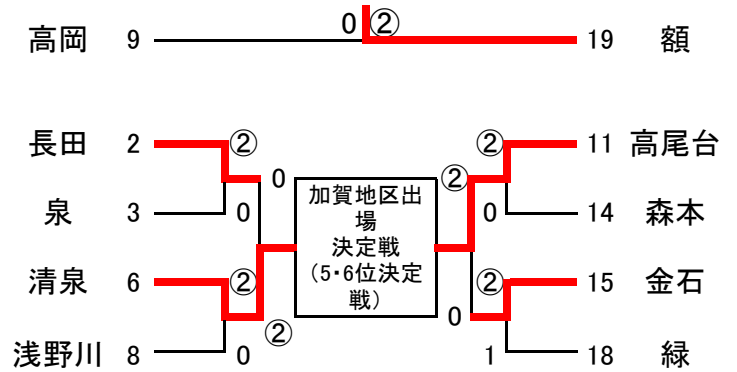 高岡 9 0 ② 19 額
長田 2 ② ② 11 高尾台
0 ②
泉 3 0 0 14 森本
加賀地区出
場
決定戦
（5・6位決定
戦）
清泉 6 ② ② 15 金石
② 0
浅野川 8 0 1 18 緑